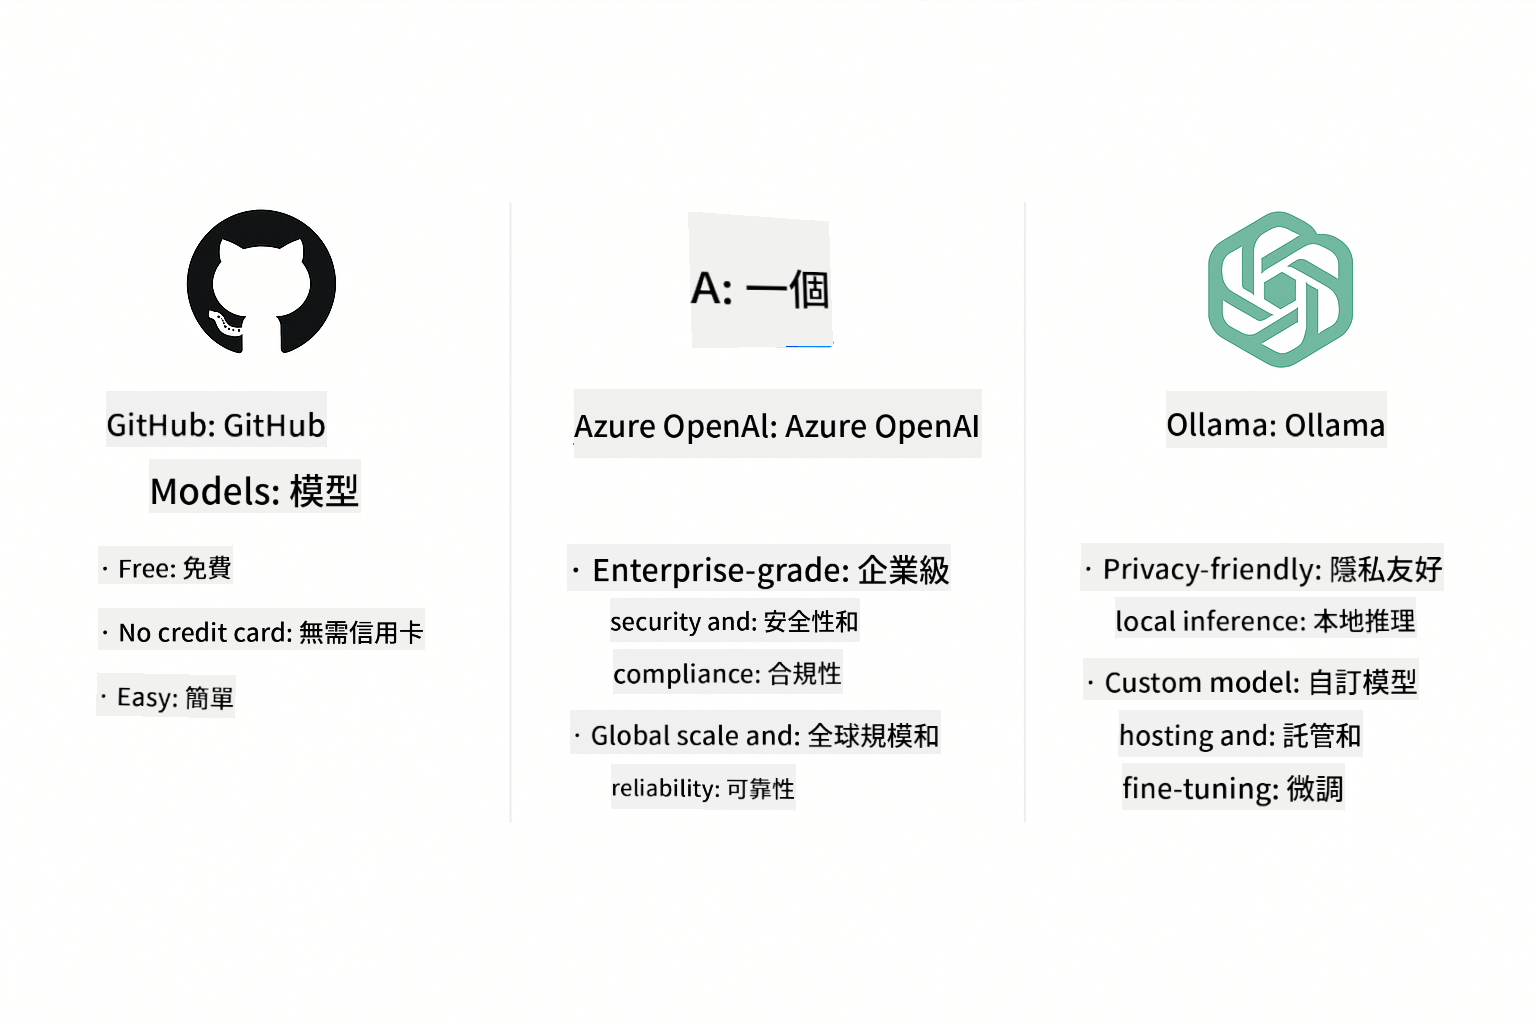 GitHub: GitHub
Models: 模型
· Free: 免費
· No credit card: 無需信用卡
· Easy: 簡單
A: 一個
Azure OpenAl: Azure OpenAI
· Enterprise-grade: 企業級
security and: 安全性和
compliance: 合規性
· Global scale and: 全球規模和
reliability: 可靠性
Ollama: Ollama
· Privacy-friendly: 隱私友好
local inference: 本地推理
· Custom model: 自訂模型
hosting and: 託管和
fine-tuning: 微調